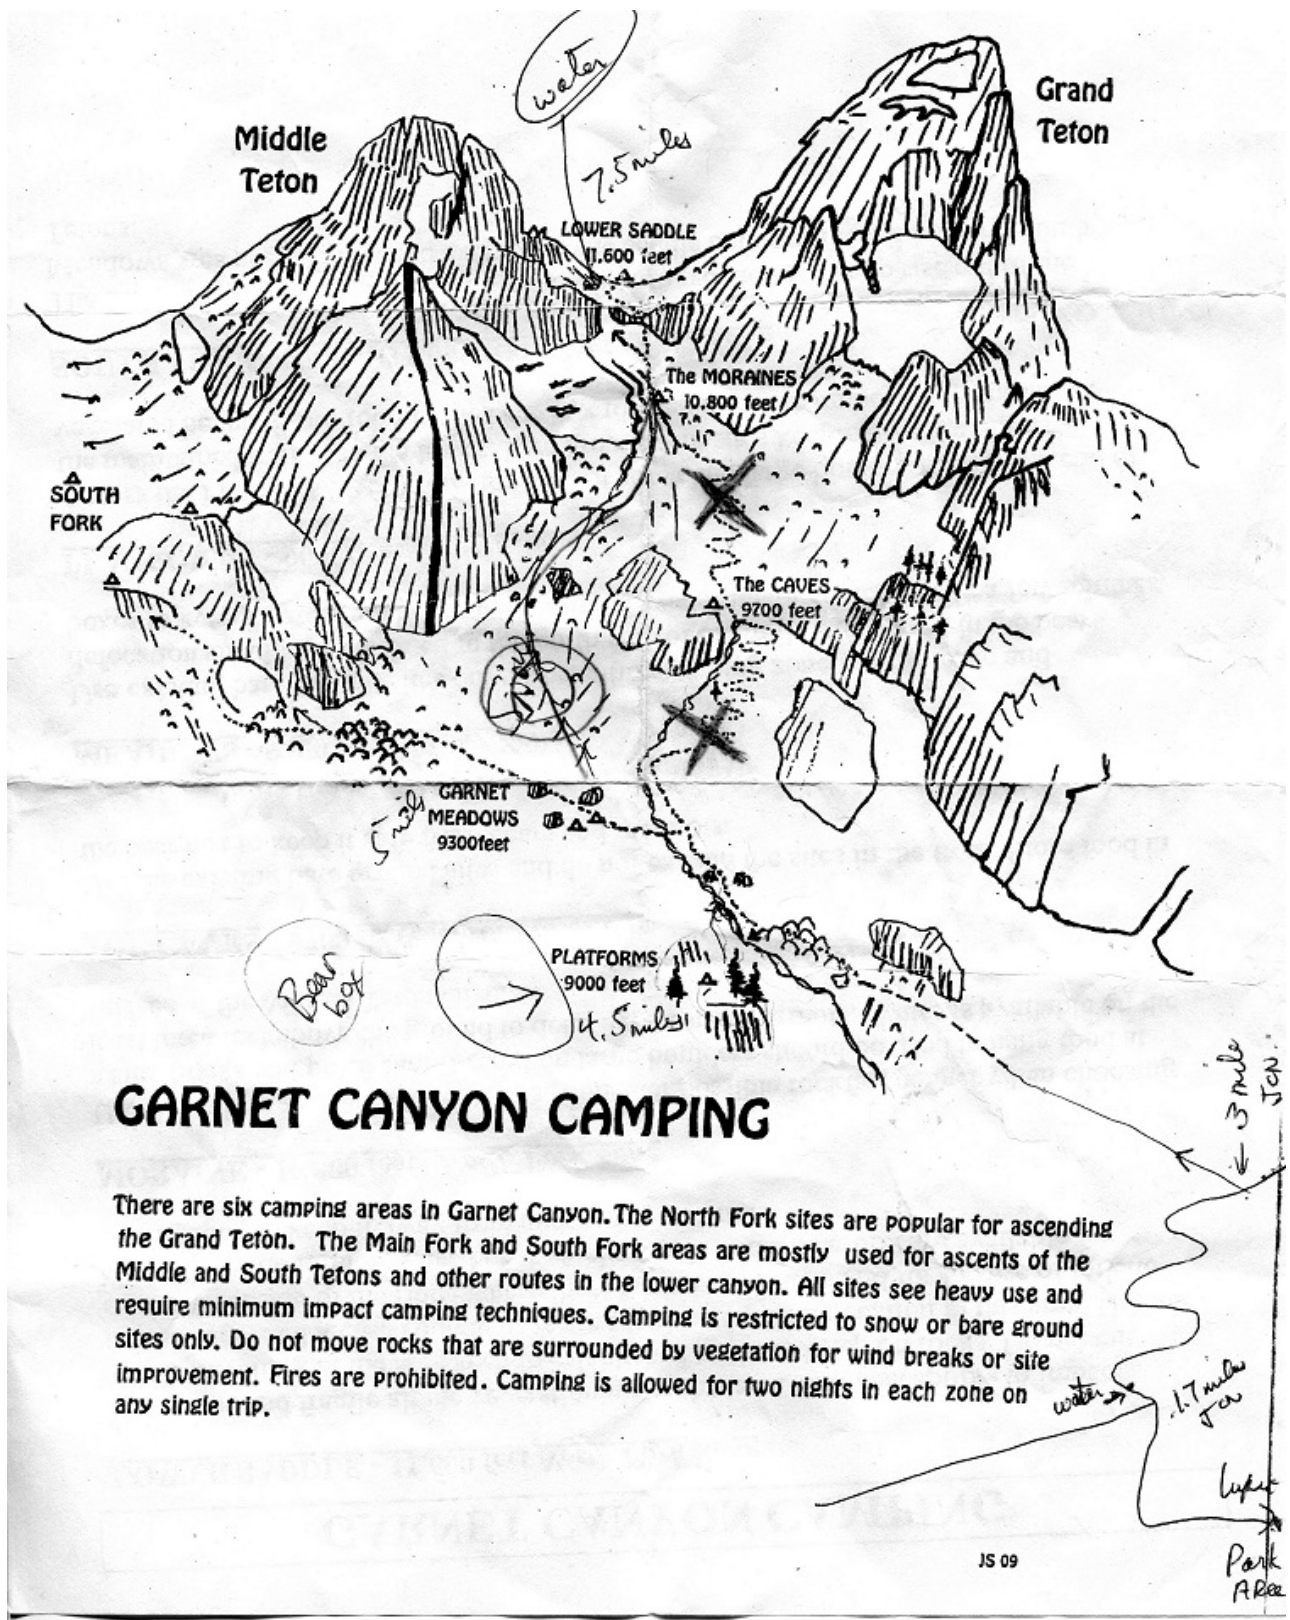 water
Grand
Teton
Middle
Teton
7.5 miles
LOWER SADDLE
11,600 feet
The MORAINES
10,800 feet
SOUTH
FORK
The CAVES
9700 feet
5 miles
GARNET
MEADOWS
9300feet
Bear
box
PLATFORMS
9000 feet
4.5 miles
← 3 mile
JCN
GARNET CANYON CAMPING
There are six camping areas in Garnet Canyon. The North Fork sites are popular for ascending
the Grand Teton. The Main Fork and South Fork areas are mostly used for ascents of the
Middle and South Tetons and other routes in the lower canyon. All sites see heavy use and
require minimum impact camping techniques. Camping is restricted to snow or bare ground
sites only. Do not move rocks that are surrounded by vegetation for wind breaks or site
improvement. Fires are prohibited. Camping is allowed for two nights in each zone on
any single trip.
water →
1.7 miles
JCN
JS 09
Park